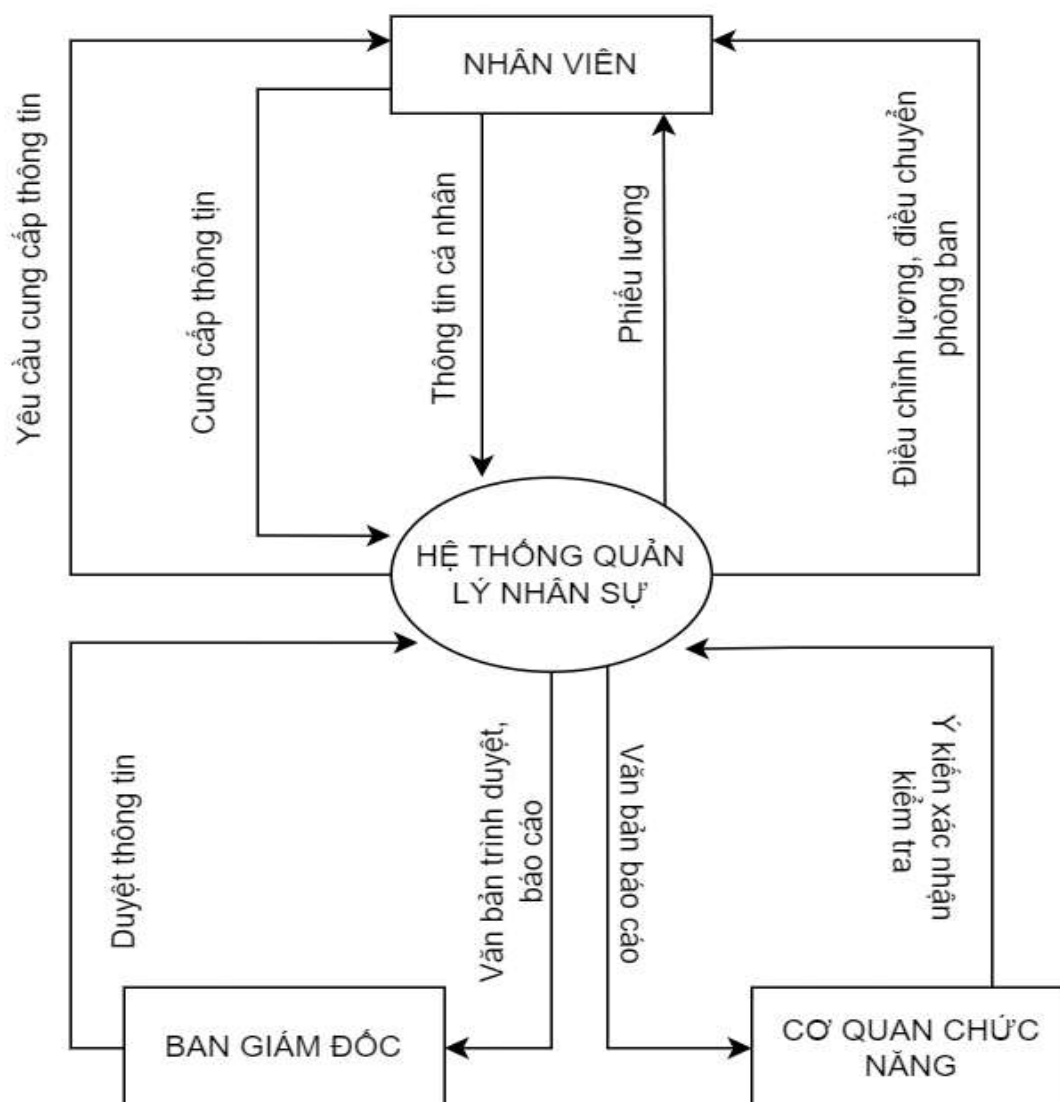 NHÂN VIÊN
Yêu cầu cung cấp thông tin
Cung cấp thông tin
Thông tin cá nhân
Phiếu lương
Điều chỉnh lương, điều chuyển
phòng ban
HỆ THỐNG QUẢN
LÝ NHÂN SỰ
Duyệt thông tin
Văn bản trình duyệt,
báo cáo
Văn bản báo cáo
Ý kiến xác nhận
kiểm tra
BAN GIÁM ĐỐC
CƠ QUAN CHỨC
NĂNG